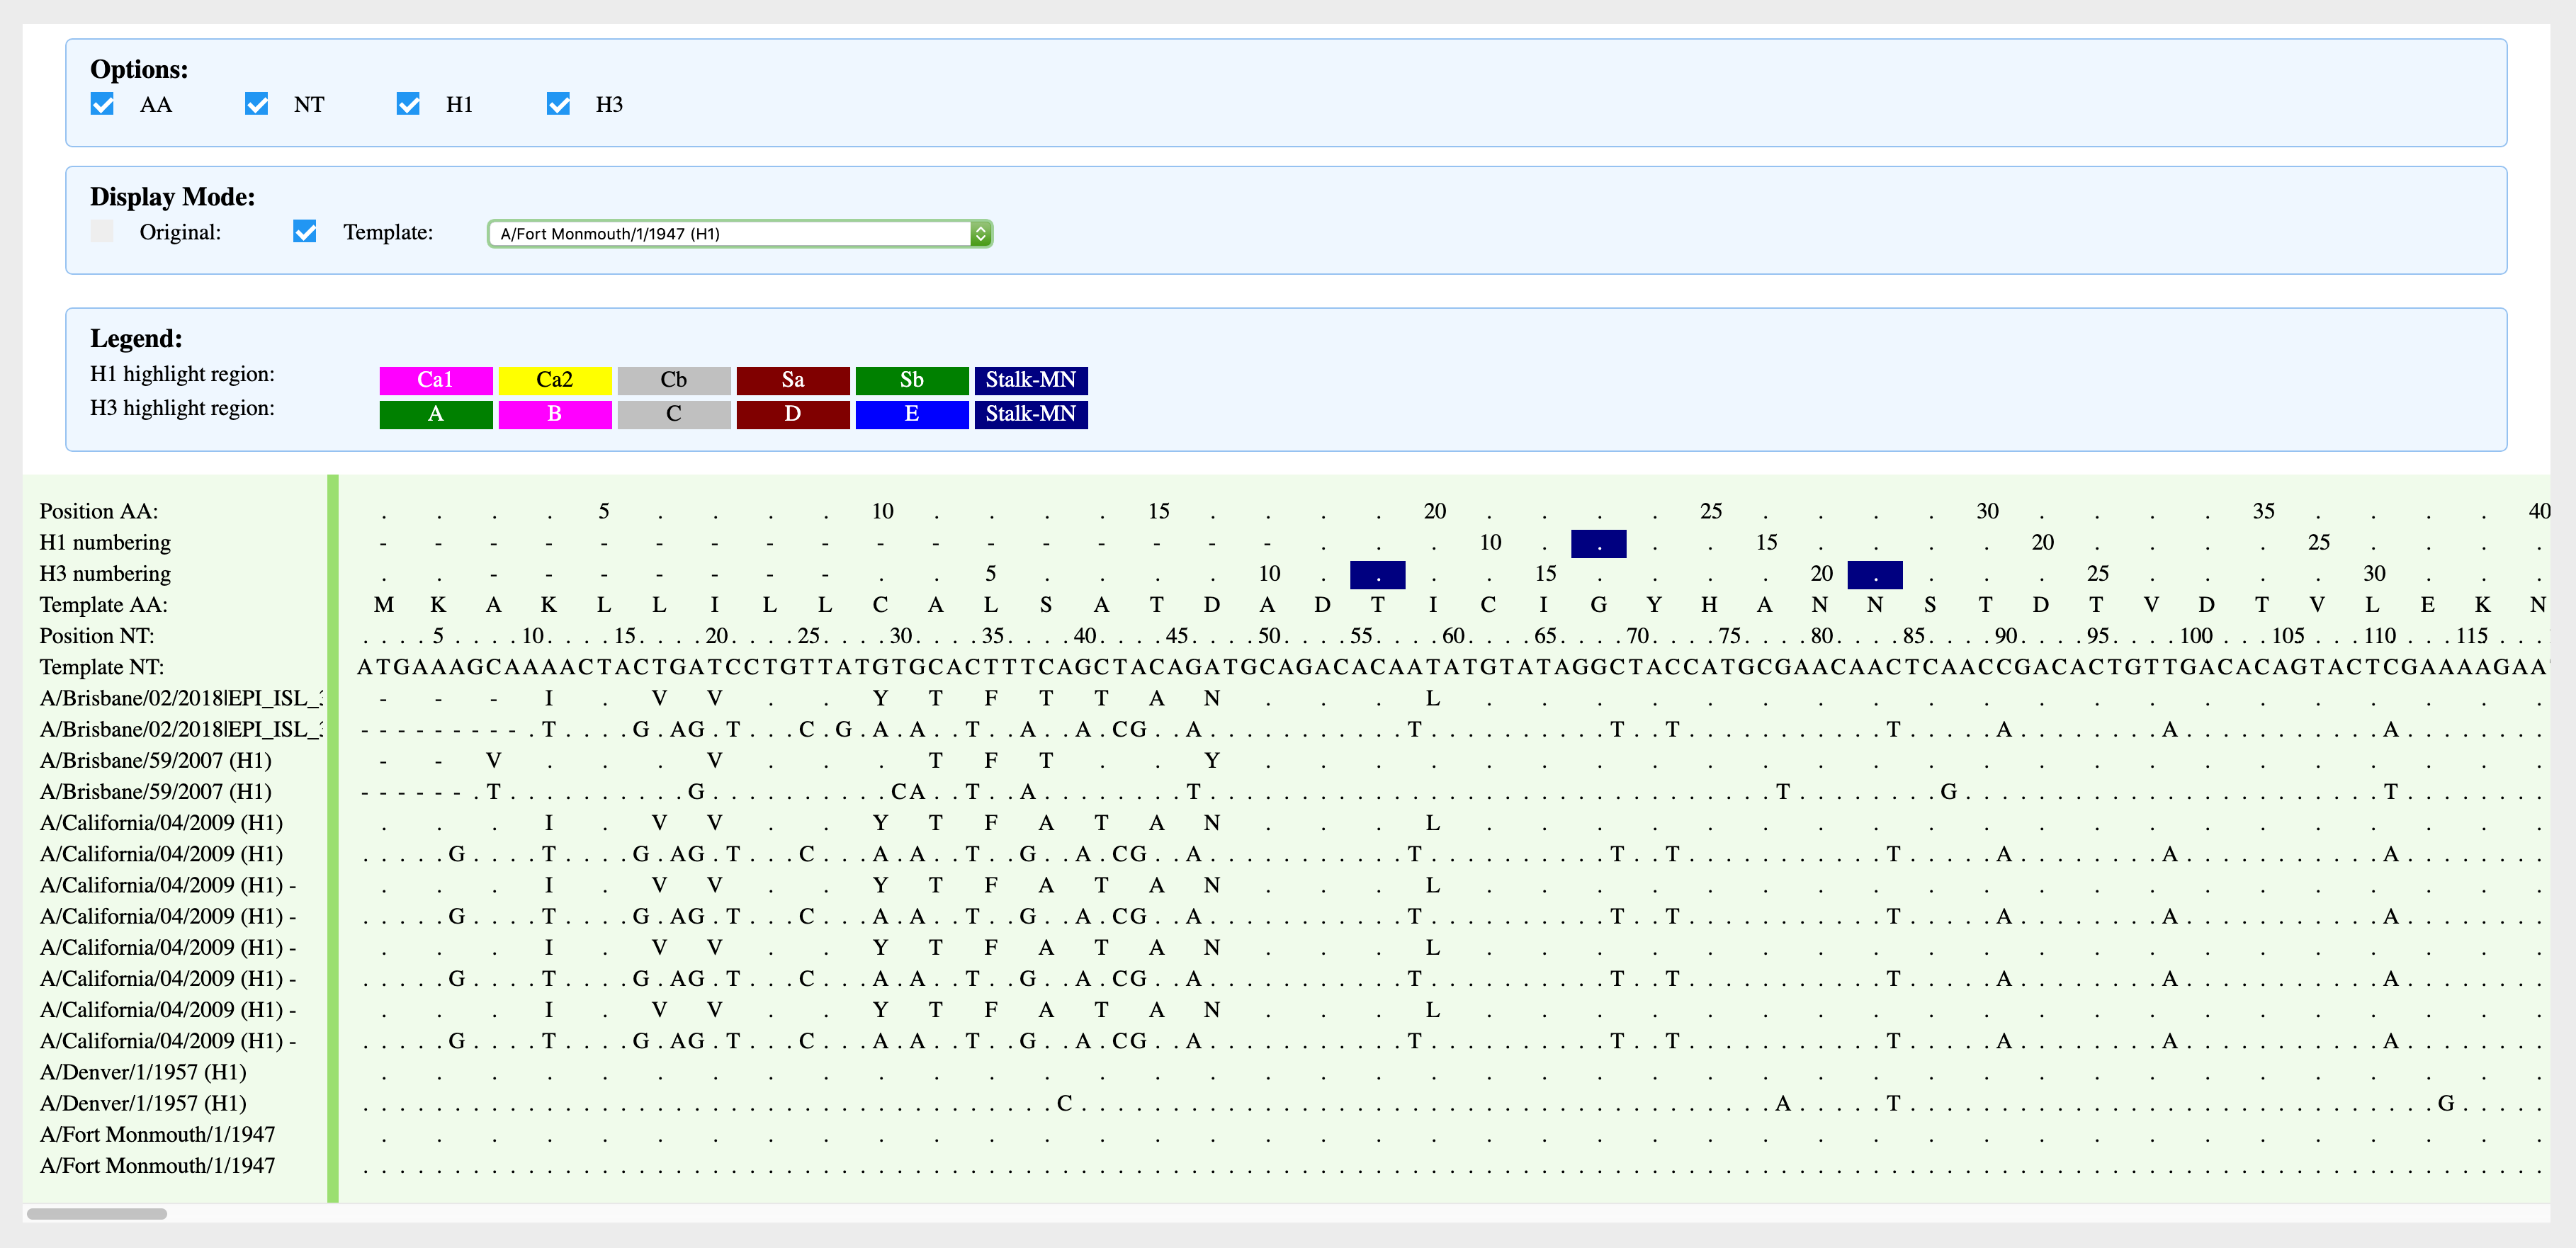 Options:
AA NT H1 H3
Display Mode:
Original: Template: A/Fort Monmouth/1/1947 (H1)
Legend:
H1 highlight region: Ca1 Ca2 Cb Sa Sb Stalk-MN
H3 highlight region: A B C D E Stalk-MN
Position AA: . . . . 5 . . . . 10 . . . . 15 . . . . 20 . . . . 25 . . . . 30 . . . . 35 . . . . 40
H1 numbering - - - - - - - - - - - - - - - - - . . . 10 . . . . 15 . . . . 20 . . . . 25 . . . .
H3 numbering . . - - - - - - - . . 5 . . . . 10 . . . . 15 . . . . 20 . . . . 25 . . . . 30 . . .
Template AA: M K A K L L I L L C A L S A T D A D T I C I G Y H A N N S T D T V D T V L E K N
Position NT: ....5....10....15....20....25....30....35....40....45....50....55....60....65....70....75....80....85....90....95....100....105....110....115....
Template NT: ATGAAAGCAAAACTACTGATCCTGTTATGTGCACTTTCAGCTACAGATGCAGACACAATATGTATAGGCTACCATGCGAACAACTCAACCGACACTGTTGACACAGTACTCGAAAAGAA
A/Brisbane/02/2018|EPI_ISL_ - - - I . V V . . Y T F T T A N . . . L . . . . . . . . . . . . . . . . . . . .
A/Brisbane/02/2018|EPI_ISL_ ---------.T....G.AG.T...C.G.A.A..T..A..A.CG..A...........T..........T..T...........T.....A........A...........A........
A/Brisbane/59/2007 (H1) - - V . . . V . . . T F T . . Y . . . . . . . . . . . . . . . . . . . . . . . .
A/Brisbane/59/2007 (H1) ------.T..........G..........CA..T..A........T...............................T........G.......................T........
A/California/04/2009 (H1) . . . I . V V . . Y T F A T A N . . . L . . . . . . . . . . . . . . . . . . . .
A/California/04/2009 (H1) .....G....T....G.AG.T...C...A.A..T..G..A.CG..A...........T..........T..T...........T.....A........A...........A........
A/California/04/2009 (H1) - . . . I . V V . . Y T F A T A N . . . L . . . . . . . . . . . . . . . . . . . .
A/California/04/2009 (H1) - .....G....T....G.AG.T...C...A.A..T..G..A.CG..A...........T..........T..T...........T.....A........A...........A........
A/California/04/2009 (H1) - . . . I . V V . . Y T F A T A N . . . L . . . . . . . . . . . . . . . . . . . .
A/California/04/2009 (H1) - .....G....T....G.AG.T...C...A.A..T..G..A.CG..A...........T..........T..T...........T.....A........A...........A........
A/California/04/2009 (H1) - . . . I . V V . . Y T F A T A N . . . L . . . . . . . . . . . . . . . . . . . .
A/California/04/2009 (H1) - .....G....T....G.AG.T...C...A.A..T..G..A.CG..A...........T..........T..T...........T.....A........A...........A........
A/Denver/1/1957 (H1) . . . . . . . . . . . . . . . . . . . . . . . . . . . . . . . . . . . . . . . .
A/Denver/1/1957 (H1) ......................................C......................................A.....T.............................G.....
A/Fort Monmouth/1/1947 . . . . . . . . . . . . . . . . . . . . . . . . . . . . . . . . . . . . . . . .
A/Fort Monmouth/1/1947 .......................................................................................................................